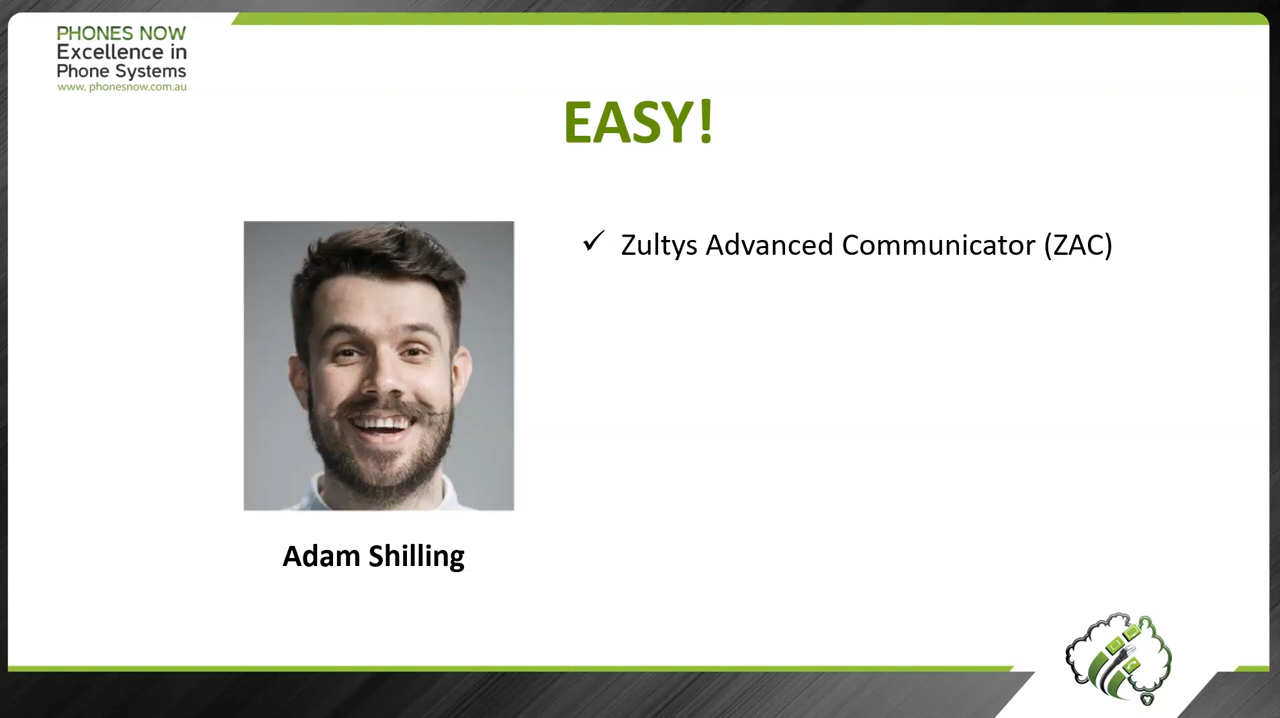 PHONES NOW
Excellence in
Phone Systems
www. phonesnow.com.au
EASY!
✓ Zultys Advanced Communicator (ZAC)
Adam Shilling